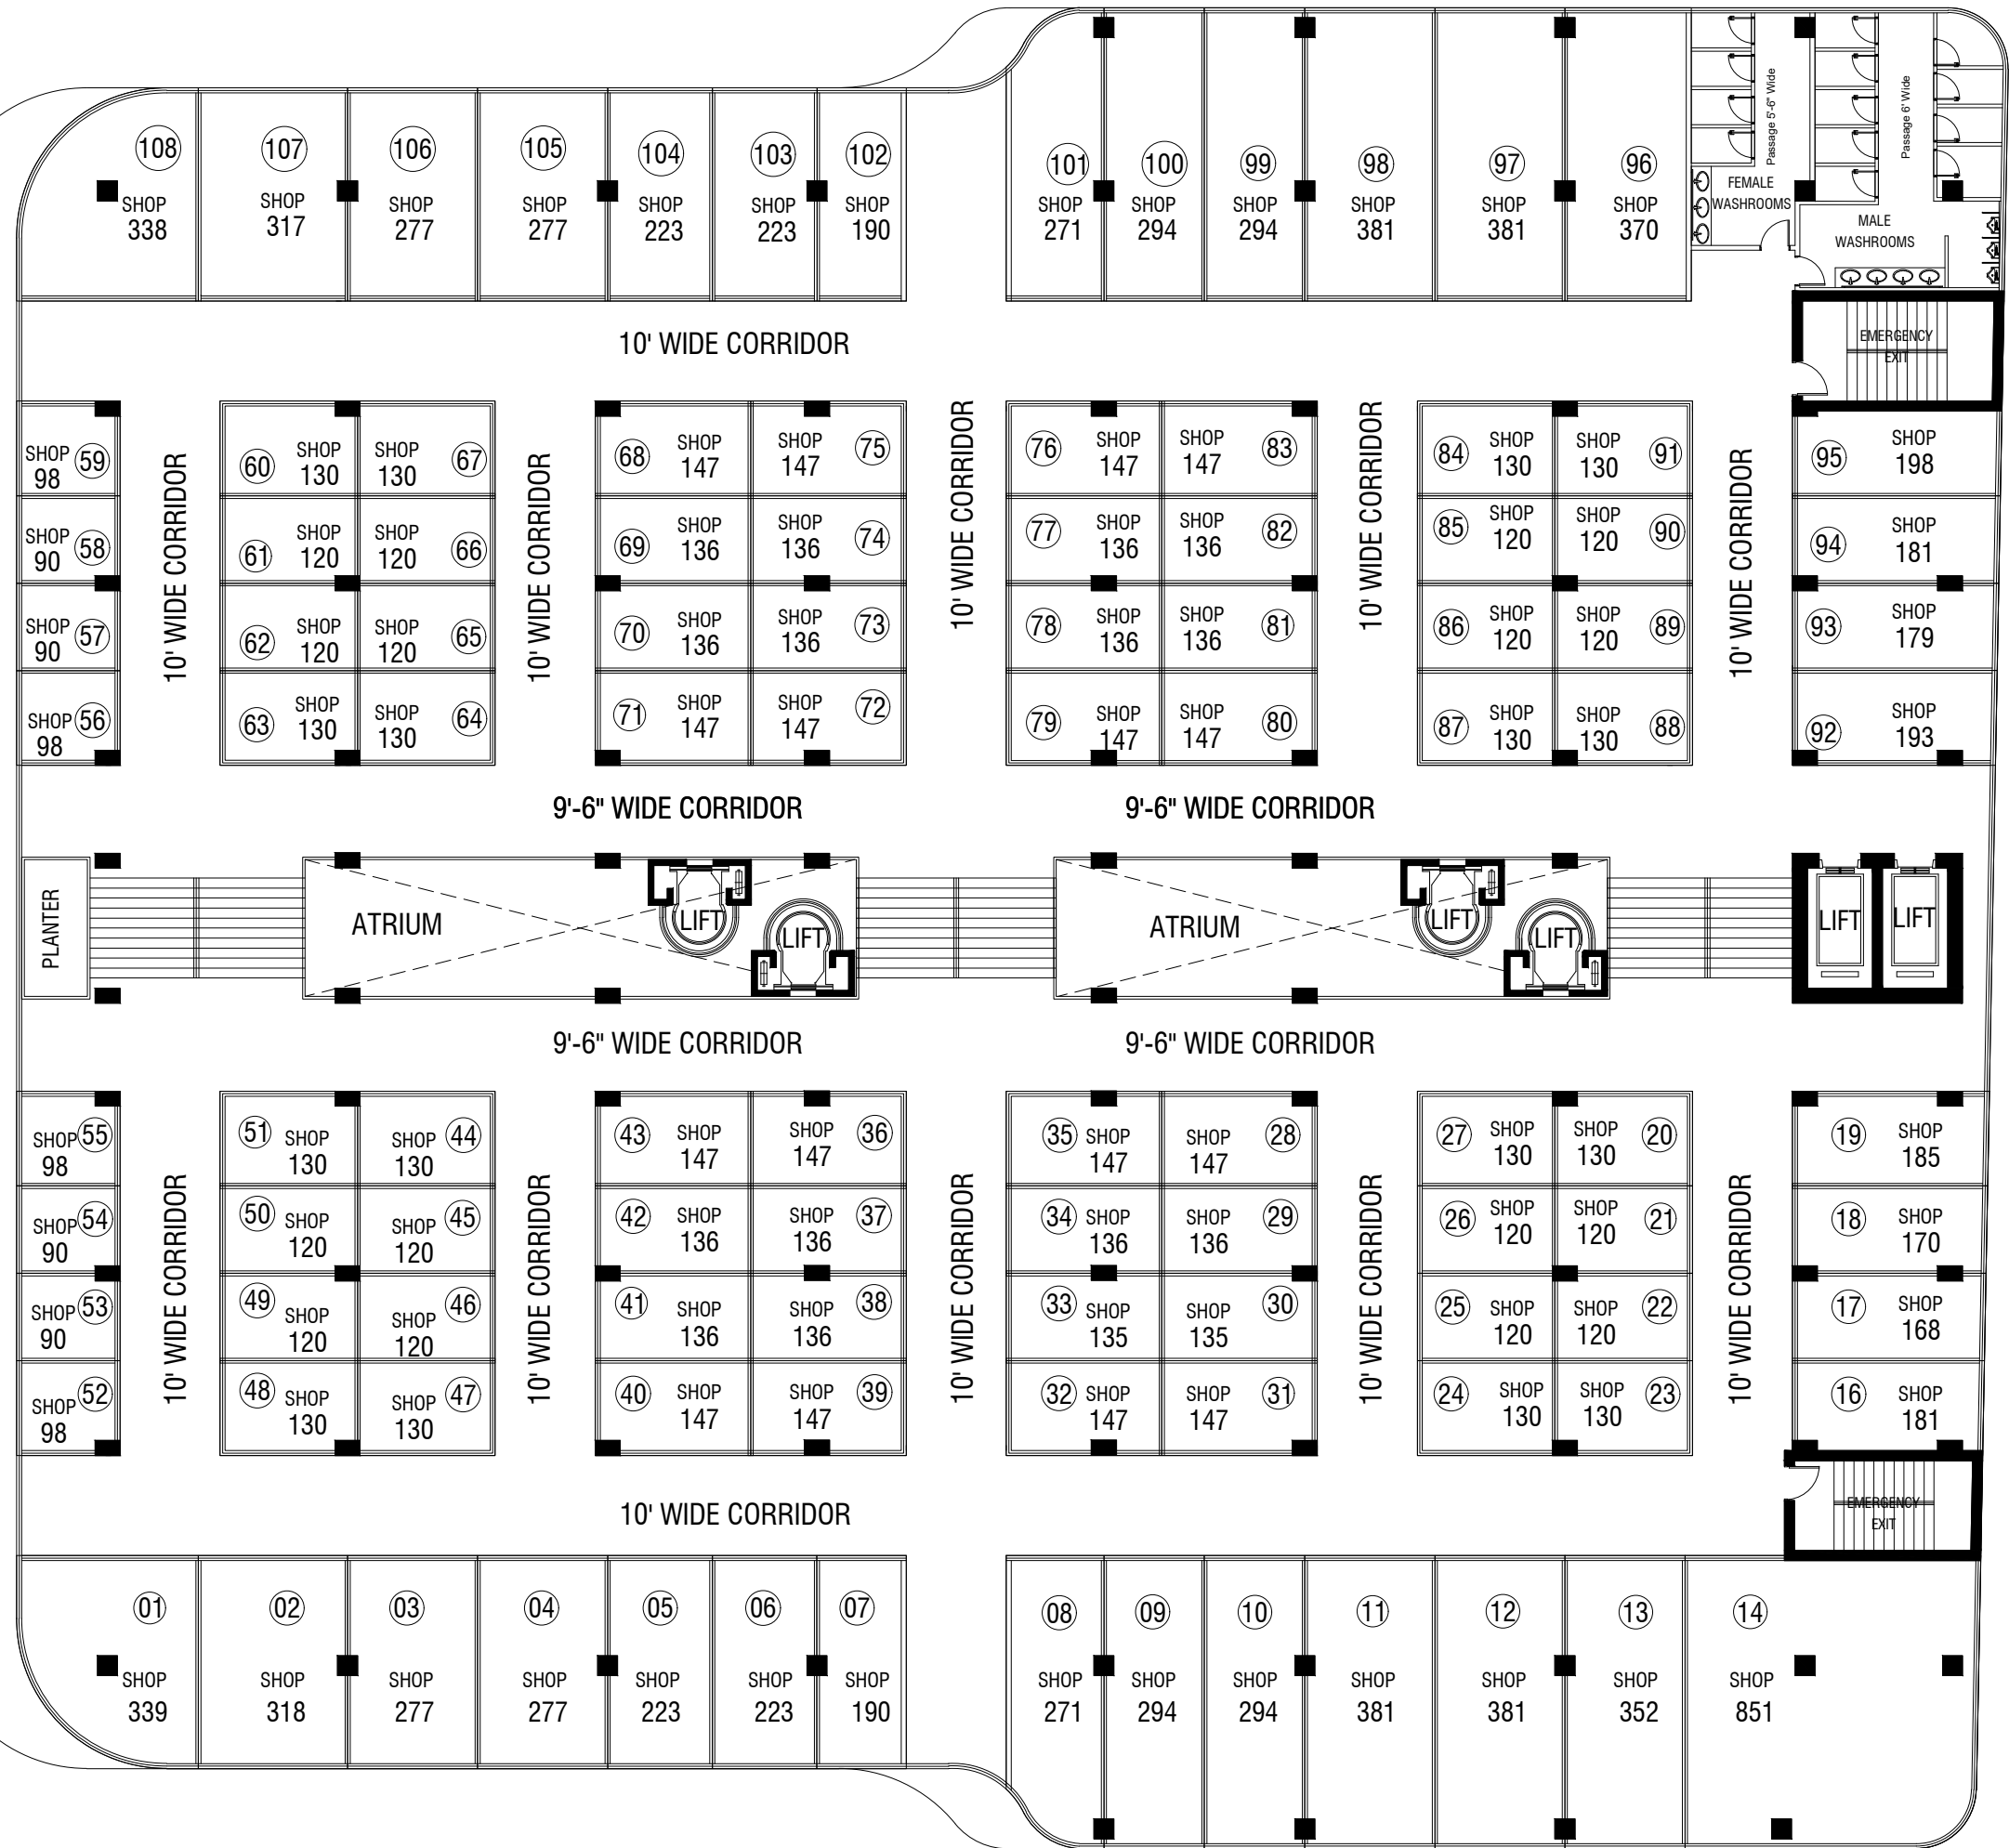 108 SHOP 338
107 SHOP 317
106 SHOP 277
105 SHOP 277
104 SHOP 223
103 SHOP 223
102 SHOP 190
101 SHOP 271
100 SHOP 294
99 SHOP 294
98 SHOP 381
97 SHOP 381
96 SHOP 370
Passage 5'-6" Wide
Passage 6' Wide
FEMALE
WASHROOMS
MALE
WASHROOMS
10' WIDE CORRIDOR
EMERGENCY
EXIT
SHOP 98 59
SHOP 90 58
SHOP 90 57
SHOP 98 56
10' WIDE CORRIDOR
60 SHOP 130
SHOP 130 67
61 SHOP 120
SHOP 120 66
62 SHOP 120
SHOP 120 65
63 SHOP 130
SHOP 130 64
10' WIDE CORRIDOR
68 SHOP 147
SHOP 147 75
69 SHOP 136
SHOP 136 74
70 SHOP 136
SHOP 136 73
71 SHOP 147
SHOP 147 72
10' WIDE CORRIDOR
76 SHOP 147
SHOP 147 83
77 SHOP 136
SHOP 136 82
78 SHOP 136
SHOP 136 81
79 SHOP 147
SHOP 147 80
10' WIDE CORRIDOR
84 SHOP 130
SHOP 130 91
85 SHOP 120
SHOP 120 90
86 SHOP 120
SHOP 120 89
87 SHOP 130
SHOP 130 88
10' WIDE CORRIDOR
95 SHOP 198
94 SHOP 181
93 SHOP 179
92 SHOP 193
9'-6" WIDE CORRIDOR
9'-6" WIDE CORRIDOR
PLANTER
ATRIUM
LIFT
LIFT
ATRIUM
LIFT
LIFT
LIFT
LIFT
9'-6" WIDE CORRIDOR
9'-6" WIDE CORRIDOR
SHOP 98 55
SHOP 90 54
SHOP 90 53
SHOP 98 52
10' WIDE CORRIDOR
51 SHOP 130
SHOP 130 44
50 SHOP 120
SHOP 120 45
49 SHOP 120
SHOP 120 46
48 SHOP 130
SHOP 130 47
10' WIDE CORRIDOR
43 SHOP 147
SHOP 147 36
42 SHOP 136
SHOP 136 37
41 SHOP 136
SHOP 136 38
40 SHOP 147
SHOP 147 39
10' WIDE CORRIDOR
35 SHOP 147
SHOP 147 28
34 SHOP 136
SHOP 136 29
33 SHOP 135
SHOP 135 30
32 SHOP 147
SHOP 147 31
10' WIDE CORRIDOR
27 SHOP 130
SHOP 130 20
26 SHOP 120
SHOP 120 21
25 SHOP 120
SHOP 120 22
24 SHOP 130
SHOP 130 23
10' WIDE CORRIDOR
19 SHOP 185
18 SHOP 170
17 SHOP 168
16 SHOP 181
10' WIDE CORRIDOR
EMERGENCY
EXIT
01 SHOP 339
02 SHOP 318
03 SHOP 277
04 SHOP 277
05 SHOP 223
06 SHOP 223
07 SHOP 190
08 SHOP 271
09 SHOP 294
10 SHOP 294
11 SHOP 381
12 SHOP 381
13 SHOP 352
14 SHOP 851